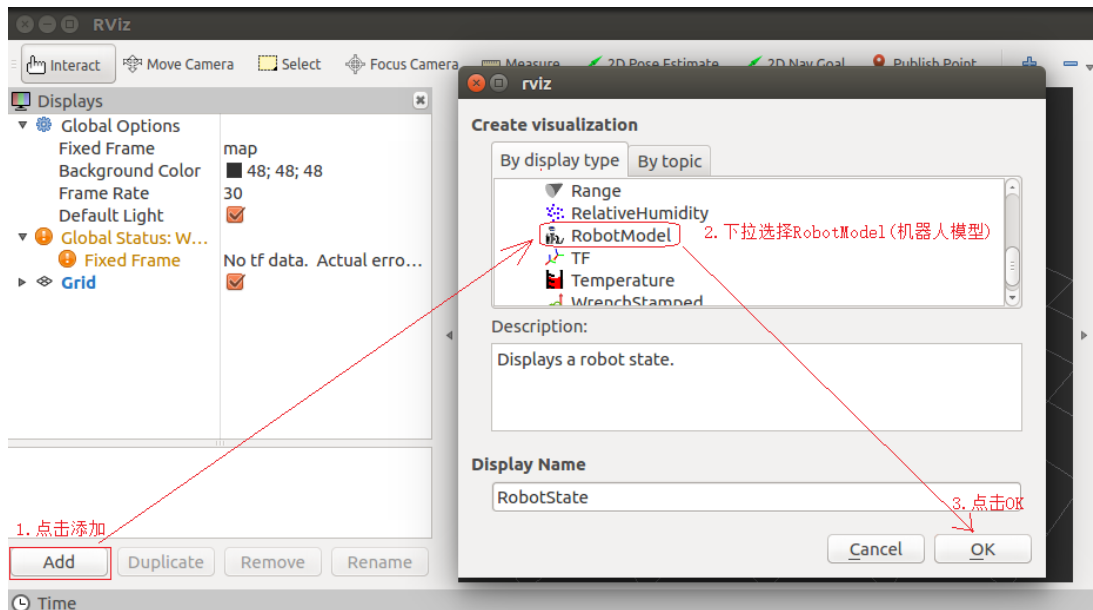 RViz
Interact Move Camera Select Focus Camera Measure 2D Pose Estimate 2D Nav Goal Publish Point
rviz
Displays
Global Options
Fixed Frame map
Background Color 48; 48; 48
Frame Rate 30
Default Light
Global Status: W...
Fixed Frame No tf data. Actual erro...
Grid
Create visualization
By display type By topic
Range
RelativeHumidity
RobotModel 2.下拉选择RobotModel(机器人模型)
TF
Temperature
WrenchStamped
Description:
Displays a robot state.
Display Name
RobotState
1.点击添加
3.点击OK
Add Duplicate Remove Rename
Cancel OK
Time